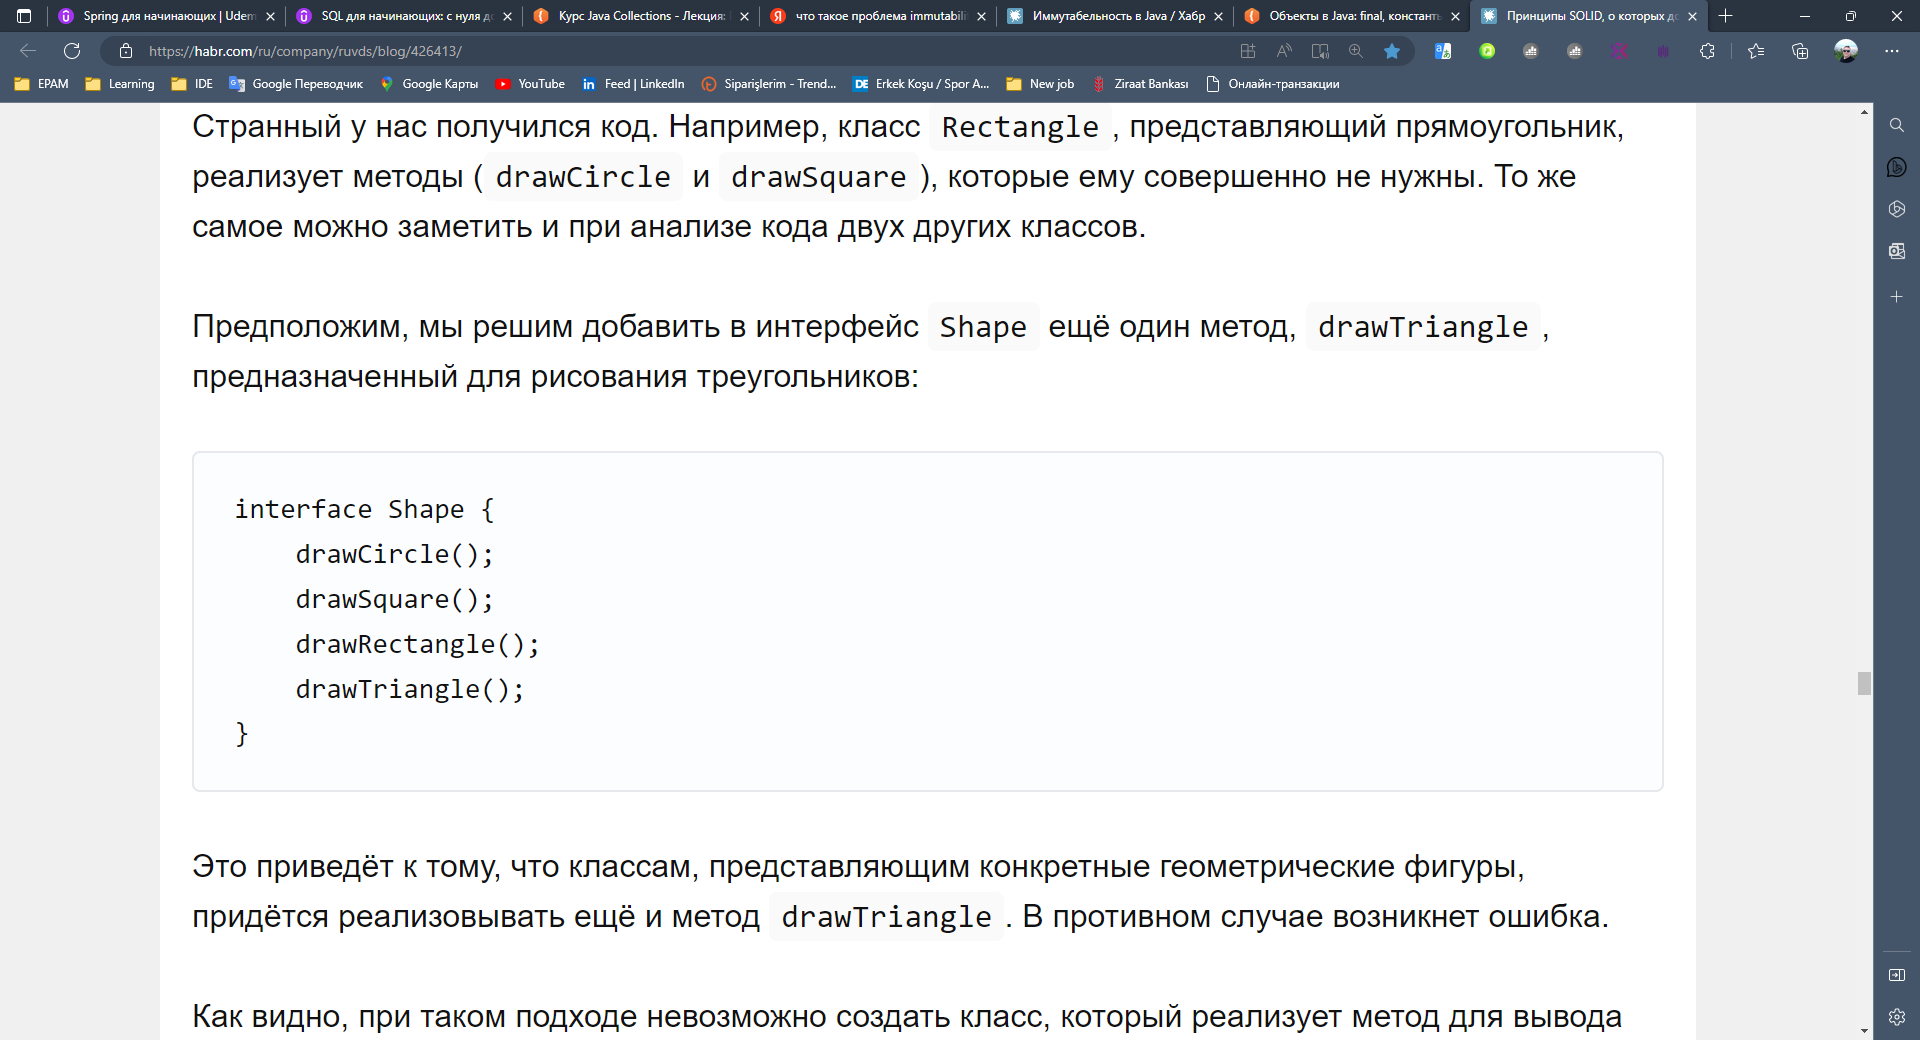 Spring для начинающих | Uden
SQL для начинающих: с нуля до
Курс Java Collections - Лекция:
что такое проблема immutabili
Иммутабельность в Java / Хабр
Объекты в Java: final, константы
Принципы SOLID, о которых до
https://habr.com/ru/company/ruvds/blog/426413/
EPAM
Learning
IDE
Google Переводчик
Google Карты
YouTube
Feed | LinkedIn
Siparişlerim - Trend...
Erkek Koşu / Spor A...
New job
Ziraat Bankası
Онлайн-транзакции
Странный у нас получился код. Например, класс Rectangle, представляющий прямоугольник,
реализует методы (drawCircle и drawSquare), которые ему совершенно не нужны. То же
самое можно заметить и при анализе кода двух других классов.
Предположим, мы решим добавить в интерфейс Shape ещё один метод, drawTriangle,
предназначенный для рисования треугольников:
interface Shape {
    drawCircle();
    drawSquare();
    drawRectangle();
    drawTriangle();
}
Это приведёт к тому, что классам, представляющим конкретные геометрические фигуры,
придётся реализовывать ещё и метод drawTriangle. В противном случае возникнет ошибка.
Как видно, при таком подходе невозможно создать класс, который реализует метод для вывода